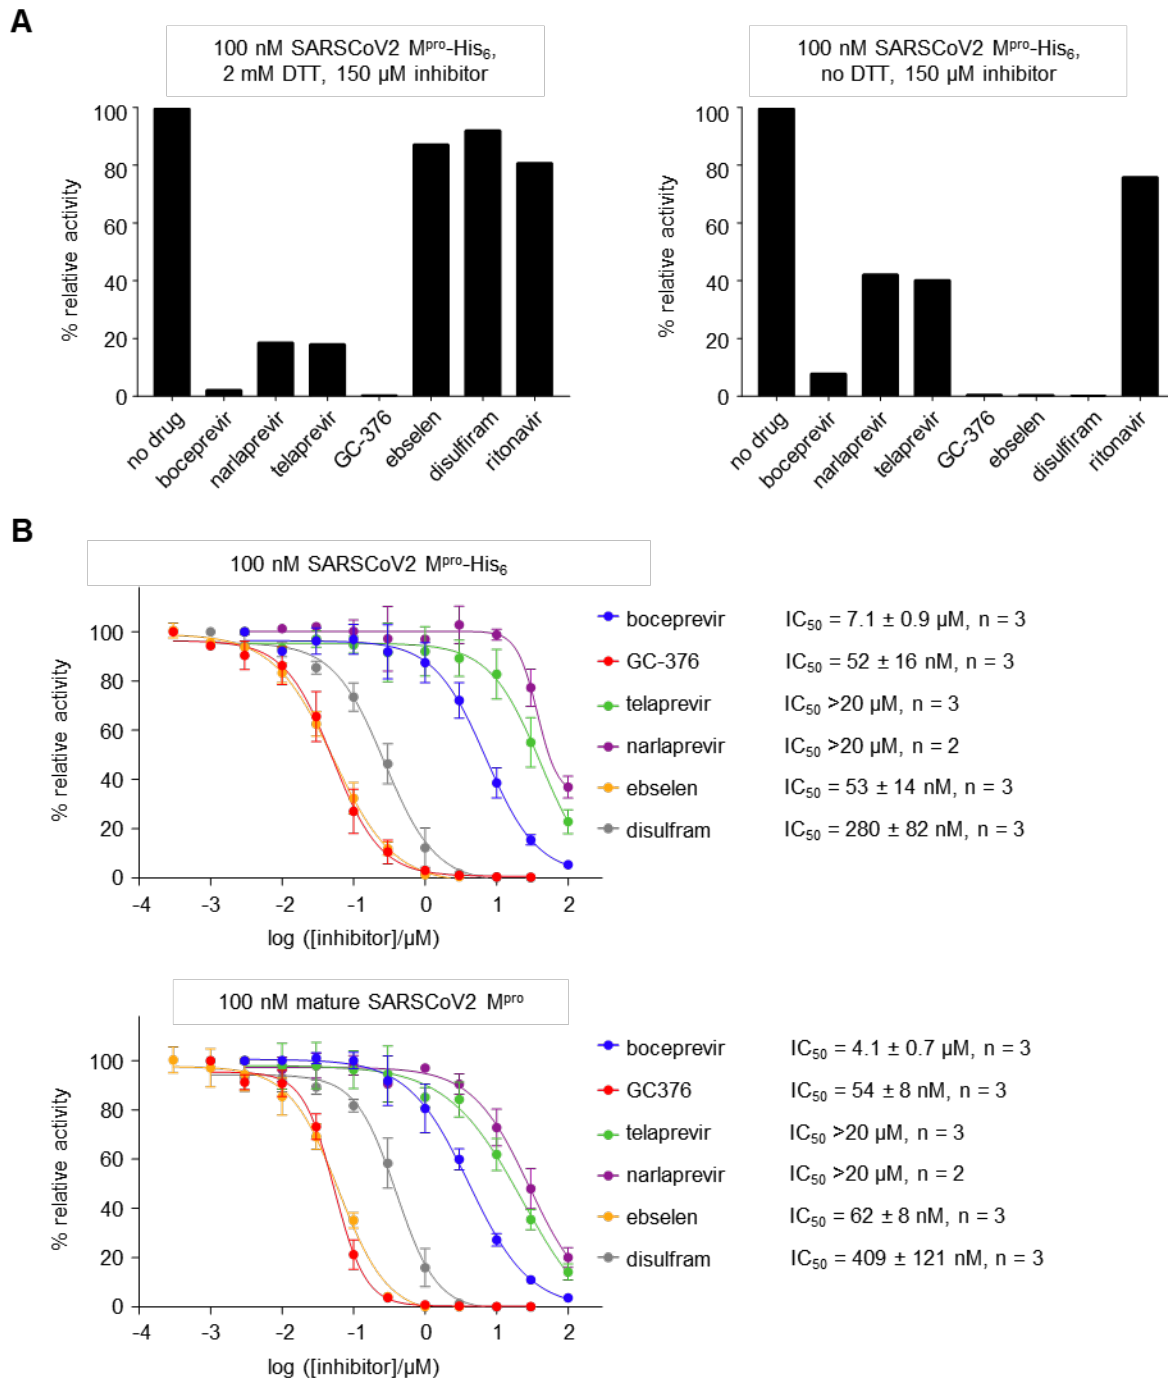 A
100 nM SARSCoV2 Mᵖʳᵒ-His₆,
2 mM DTT, 150 µM inhibitor
100
80
60
40
20
0
% relative activity
no drug
boceprevir
narlaprevir
telaprevir
GC-376
ebselen
disulfiram
ritonavir
100 nM SARSCoV2 Mᵖʳᵒ-His₆,
no DTT, 150 µM inhibitor
100
80
60
40
20
0
% relative activity
no drug
boceprevir
narlaprevir
telaprevir
GC-376
ebselen
disulfiram
ritonavir
B
100 nM SARSCoV2 Mᵖʳᵒ-His₆
100
80
60
40
20
0
% relative activity
-4 -3 -2 -1 0 1 2
log ([inhibitor]/µM)
boceprevir IC₅₀ = 7.1 ± 0.9 µM, n = 3
GC-376 IC₅₀ = 52 ± 16 nM, n = 3
telaprevir IC₅₀ >20 µM, n = 3
narlaprevir IC₅₀ >20 µM, n = 2
ebselen IC₅₀ = 53 ± 14 nM, n = 3
disulfram IC₅₀ = 280 ± 82 nM, n = 3
100 nM mature SARSCoV2 Mᵖʳᵒ
100
80
60
40
20
0
% relative activity
-4 -3 -2 -1 0 1 2
log ([inhibitor]/µM)
boceprevir IC₅₀ = 4.1 ± 0.7 µM, n = 3
GC376 IC₅₀ = 54 ± 8 nM, n = 3
telaprevir IC₅₀ >20 µM, n = 3
narlaprevir IC₅₀ >20 µM, n = 2
ebselen IC₅₀ = 62 ± 8 nM, n = 3
disulfram IC₅₀ = 409 ± 121 nM, n = 3